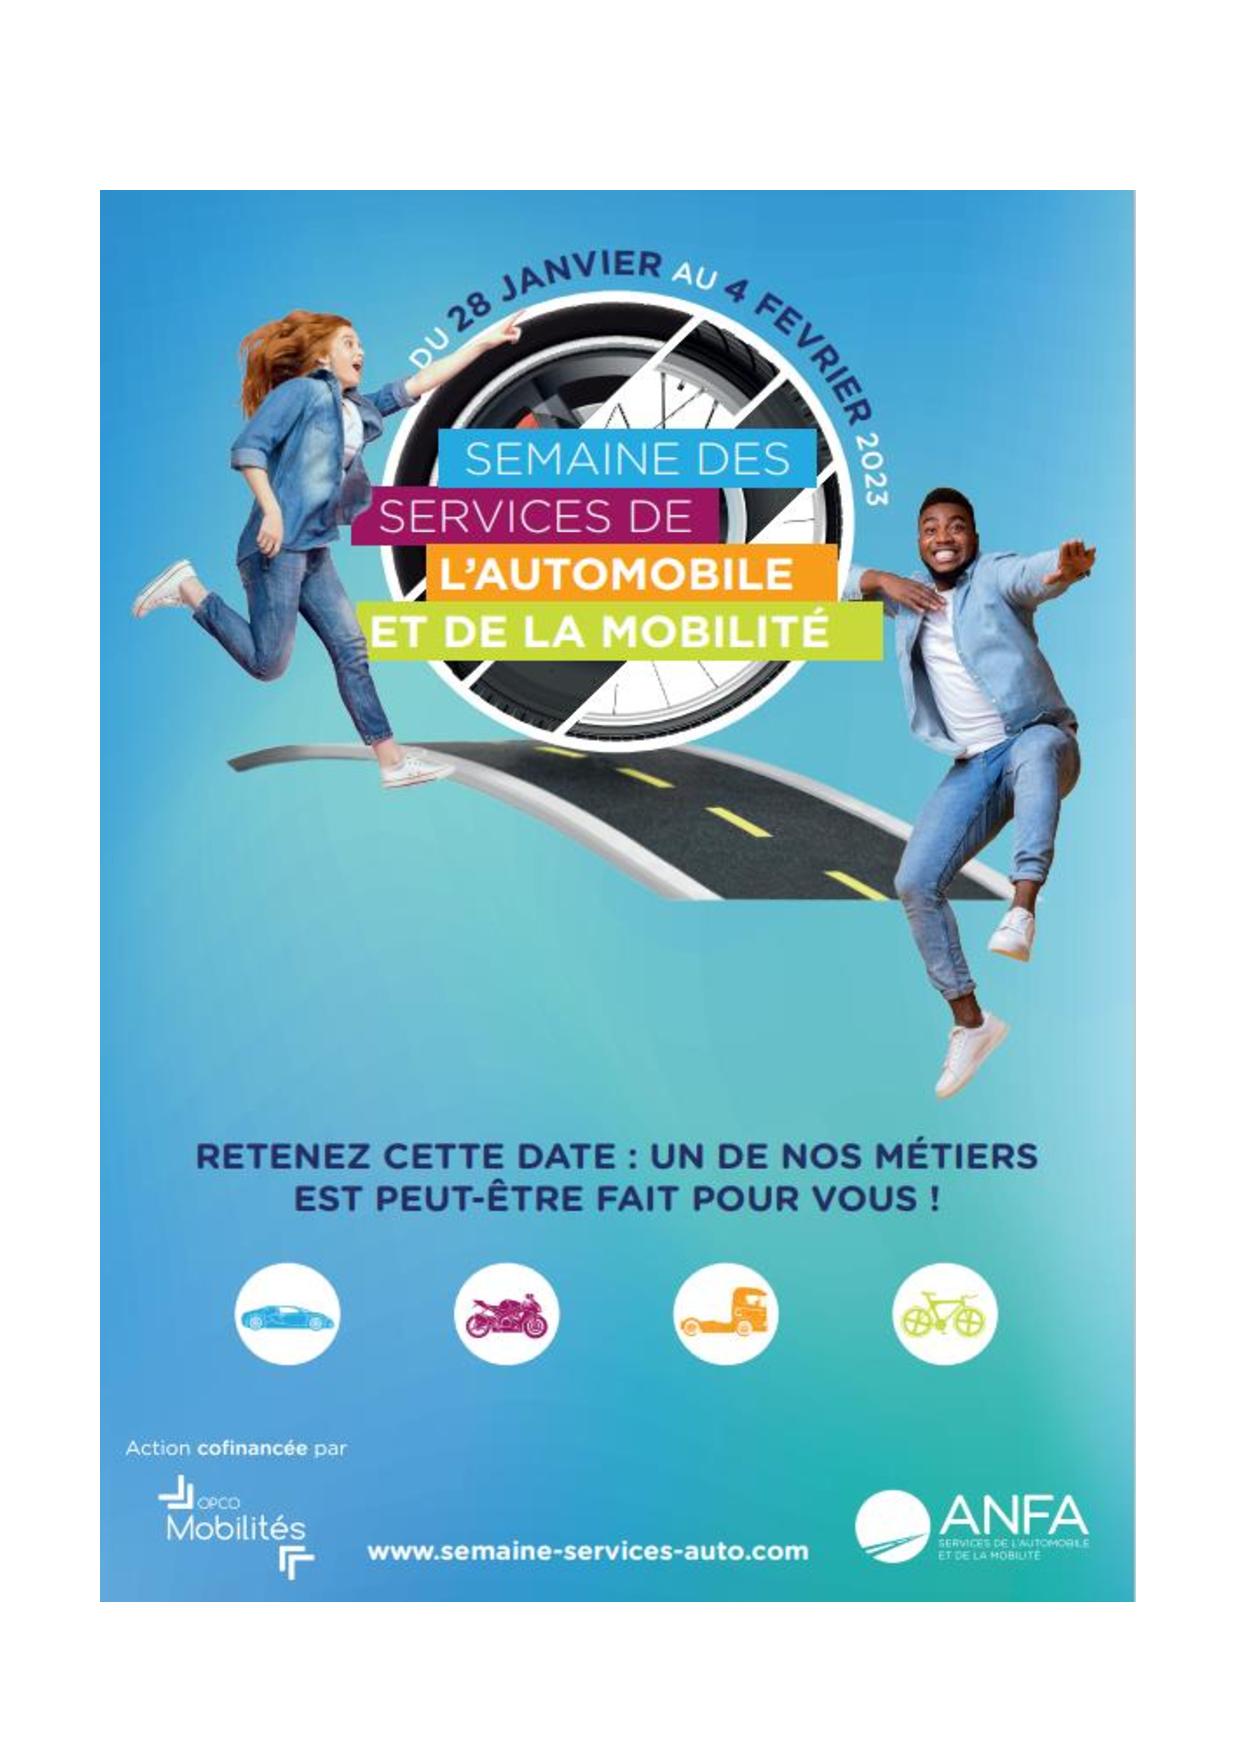 DU 28 JANVIER AU 4 FEVRIER 2023
SEMAINE DES
SERVICES DE
L'AUTOMOBILE
ET DE LA MOBILITÉ
RETENEZ CETTE DATE : UN DE NOS MÉTIERS
EST PEUT-ÊTRE FAIT POUR VOUS !
Action cofinancée par
OPCO
Mobilités
www.semaine-services-auto.com
ANFA
SERVICES DE L'AUTOMOBILE
ET DE LA MOBILITÉ